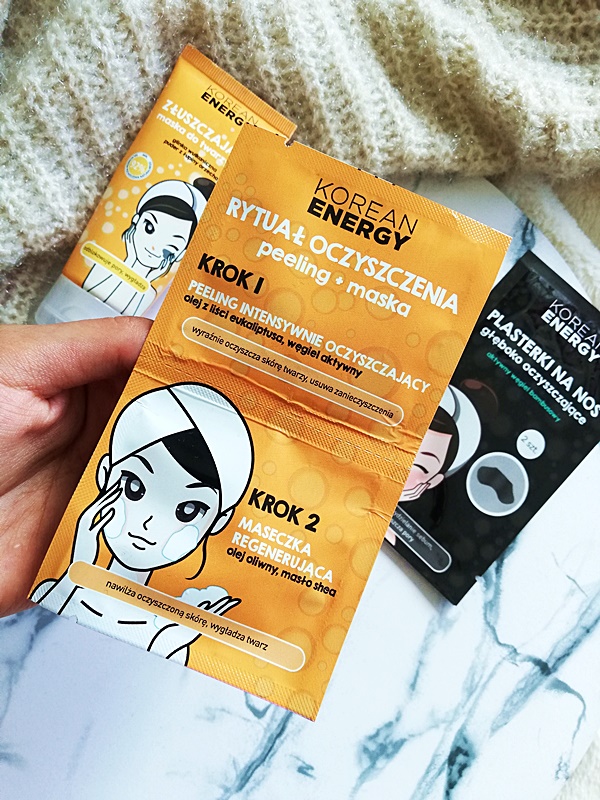 KOREAN
ENERGY
RYTUAŁ OCZYSZCZENIA
peeling + maska
KROK 1
PEELING INTENSYWNIE OCZYSZCZAJĄCY
olej z liści eukaliptusa, węgiel aktywny
wyraźnie oczyszcza skórę twarzy, usuwa zanieczyszczenia
KROK 2
MASECZKA
REGENERUJĄCA
olej oliwny, masło shea
nawilża oczyszczoną skórę, wygładza twarz
KOREAN
ENERGY
ZŁUSZCZAJĄ
maska do twarzy
KOREAN
ENERGY
PLASTERKI NA NOS
głęboko oczyszczające
aktywny węgiel bambusowy
2 szt.